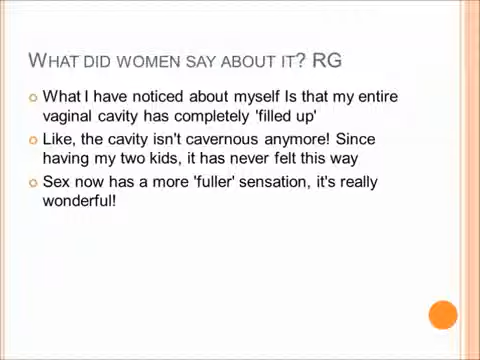 WHAT DID WOMEN SAY ABOUT IT? RG
What I have noticed about myself Is that my entire
vaginal cavity has completely 'filled up'
Like, the cavity isn't cavernous anymore! Since
having my two kids, it has never felt this way
Sex now has a more 'fuller' sensation, it's really
wonderful!